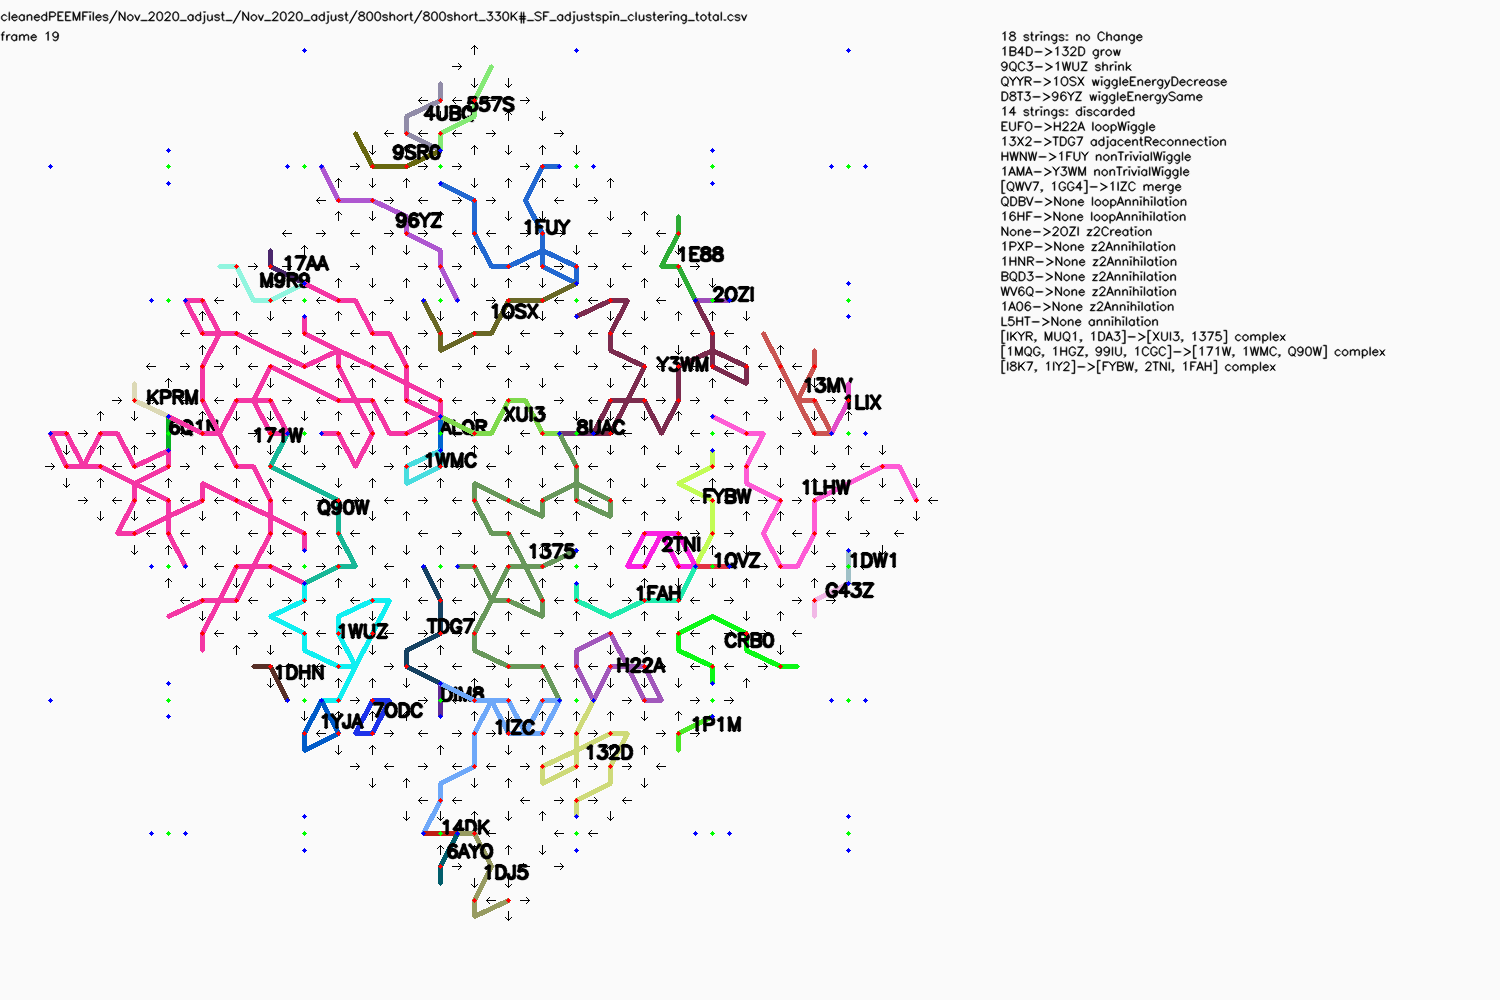 cleanedPEEMFiles/Nov_2020_adjust_/Nov_2020_adjust/800short/800short_330K#_SF_adjustspin_clustering_total.csv
frame 19
18 strings: no Change
1B4D->132D grow
9QC3->1WUZ shrink
QYYR->1OSX wiggleEnergyDecrease
D8T3->96YZ wiggleEnergySame
14 strings: discarded
EUFO->H22A loopWiggle
13X2->TDG7 adjacentReconnection
HWNW->1FUY nonTrivialWiggle
1AMA->Y3WM nonTrivialWiggle
[QWV7, 1GG4]->1IZC merge
QDBV->None loopAnnihilation
16HF->None loopAnnihilation
None->2OZI z2Creation
1PXP->None z2Annihilation
1HNR->None z2Annihilation
BQD3->None z2Annihilation
WV6Q->None z2Annihilation
1A06->None z2Annihilation
L5HT->None annihilation
[IKYR, MUQ1, 1DA3]->[XUI3, 1375] complex
[1MQG, 1HGZ, 99IU, 1CGC]->[171W, 1WMC, Q90W] complex
[I8K7, 1IY2]->[FYBW, 2TNI, 1FAH] complex
557S
9SR0
96YZ
1FUY
1E88
17AA
M9R9
2OZI
1OSX
Y3WM
13MV
KPRM
1LIX
XUI3
171W
1WMC
1LHW
FYBW
Q90W
2TNI
1375
1QVZ
1DW1
G43Z
1FAH
TDG7
1WUZ
CRB0
H22A
1DHN
7ODC
1YJA
1IZC
1P1M
132D
14DK
6AYO
1DJ5